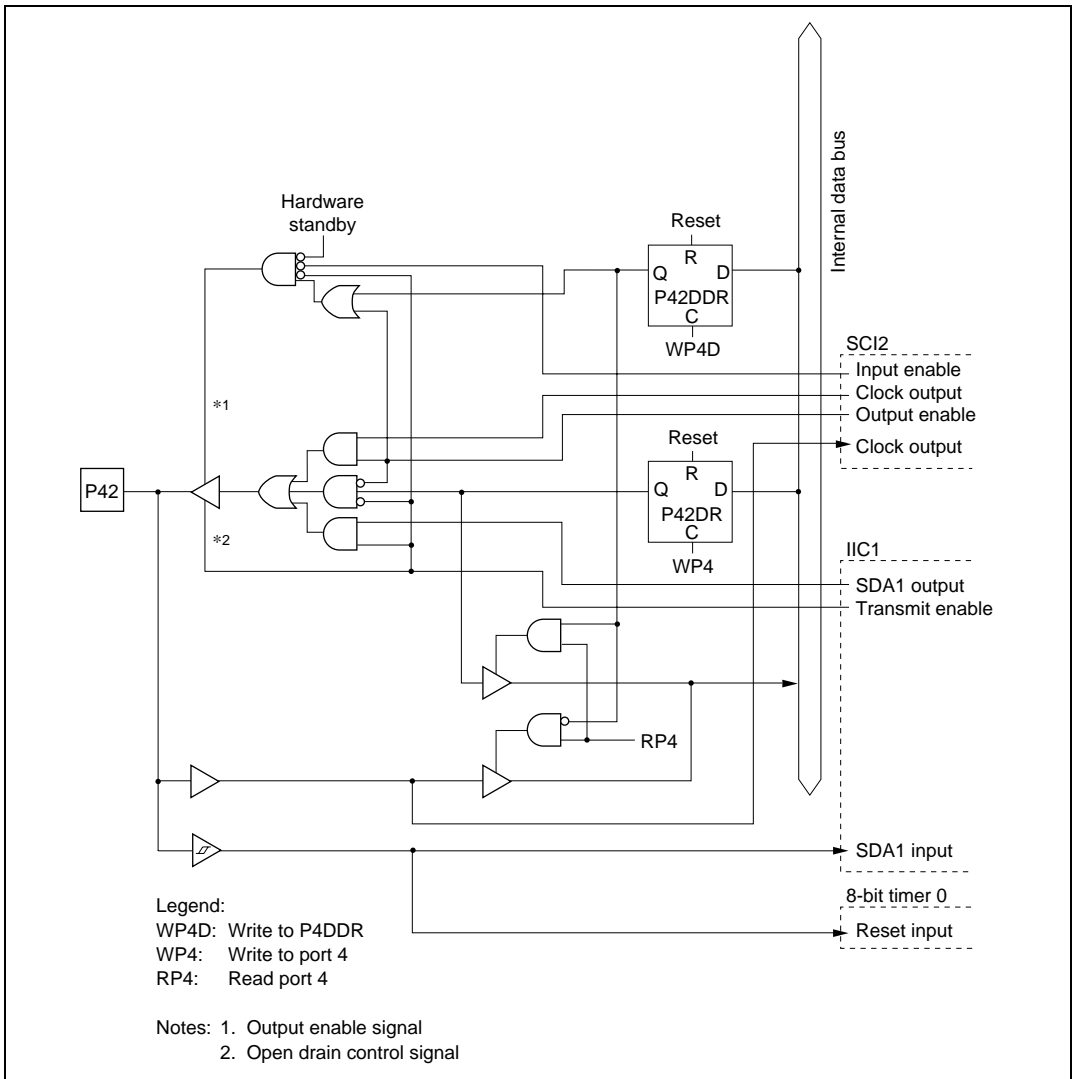 Hardware
standby
Reset
R
Q D
P42DDR
C
WP4D
Internal data bus
SCI2
Input enable
Clock output
Output enable
Clock output
*1
Reset
R
Q D
P42DR
C
WP4
P42
*2
IIC1
SDA1 output
Transmit enable
RP4
SDA1 input
8-bit timer 0
Reset input
Legend:
WP4D: Write to P4DDR
WP4: Write to port 4
RP4: Read port 4
Notes: 1. Output enable signal
2. Open drain control signal